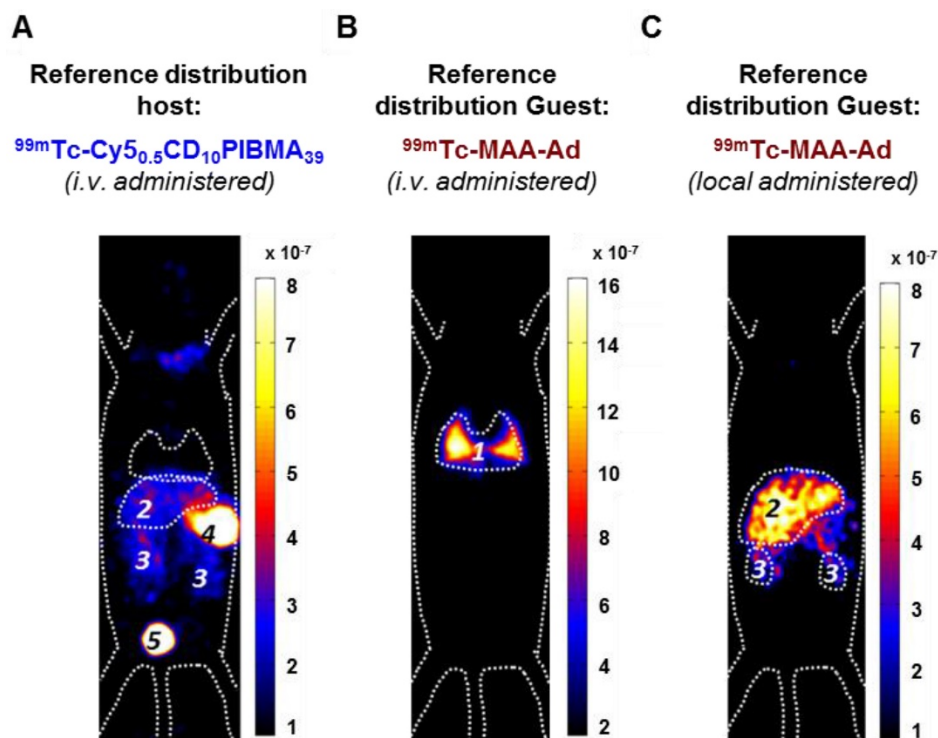 A
Reference distribution
host:
99mTc-Cy50.5CD10PIBMA39
(i.v. administered)
x 10-7
8
7
6
5
4
3
2
1
2
4
3
3
5
B
Reference
distribution Guest:
99mTc-MAA-Ad
(i.v. administered)
x 10-7
16
14
12
10
8
6
4
2
1
C
Reference
distribution Guest:
99mTc-MAA-Ad
(local administered)
x 10-7
8
7
6
5
4
3
2
1
2
3
3